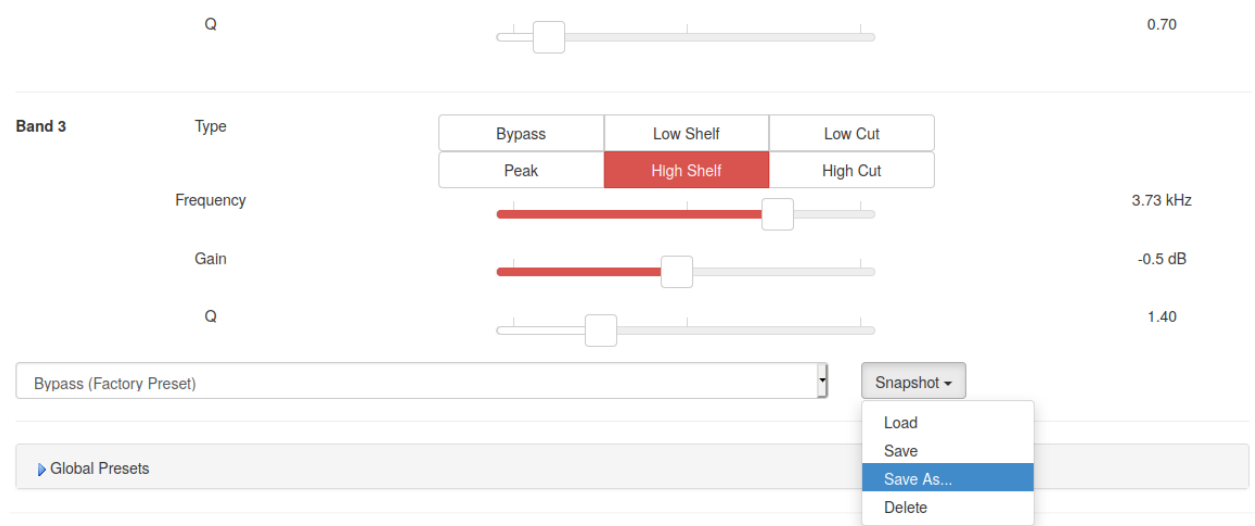 Q 0.70
Band 3 Type Bypass Low Shelf Low Cut
Peak High Shelf High Cut
Frequency 3.73 kHz
Gain -0.5 dB
Q 1.40
Bypass (Factory Preset) Snapshot
Load
Save
Global Presets
Save As...
Delete